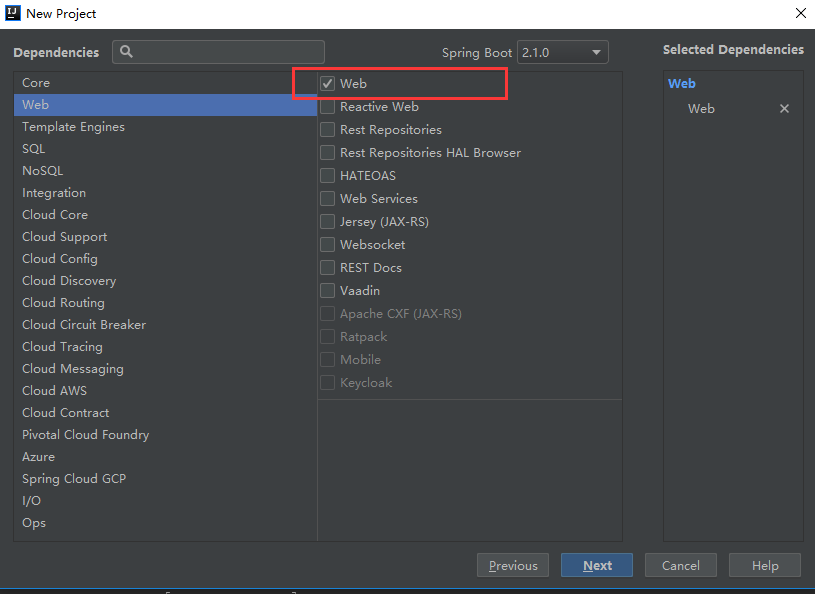 New Project
Dependencies
Spring Boot 2.1.0
Selected Dependencies
Core
Web
Template Engines
SQL
NoSQL
Integration
Cloud Core
Cloud Support
Cloud Config
Cloud Discovery
Cloud Routing
Cloud Circuit Breaker
Cloud Tracing
Cloud Messaging
Cloud AWS
Cloud Contract
Pivotal Cloud Foundry
Azure
Spring Cloud GCP
I/O
Ops
Web
Reactive Web
Rest Repositories
Rest Repositories HAL Browser
HATEOAS
Web Services
Jersey (JAX-RS)
Websocket
REST Docs
Vaadin
Apache CXF (JAX-RS)
Ratpack
Mobile
Keycloak
Web
Web
Previous
Next
Cancel
Help